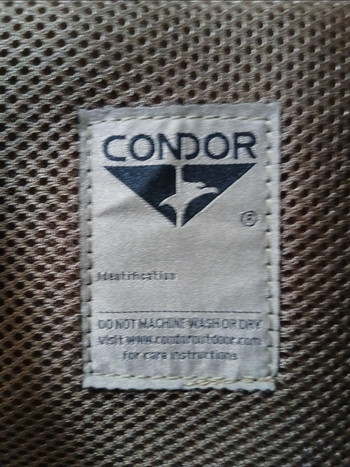 CONDOR
®
Identification
DO NOT MACHINE WASH OR DRY
visit www.condoroutdoor.com
for care instructions